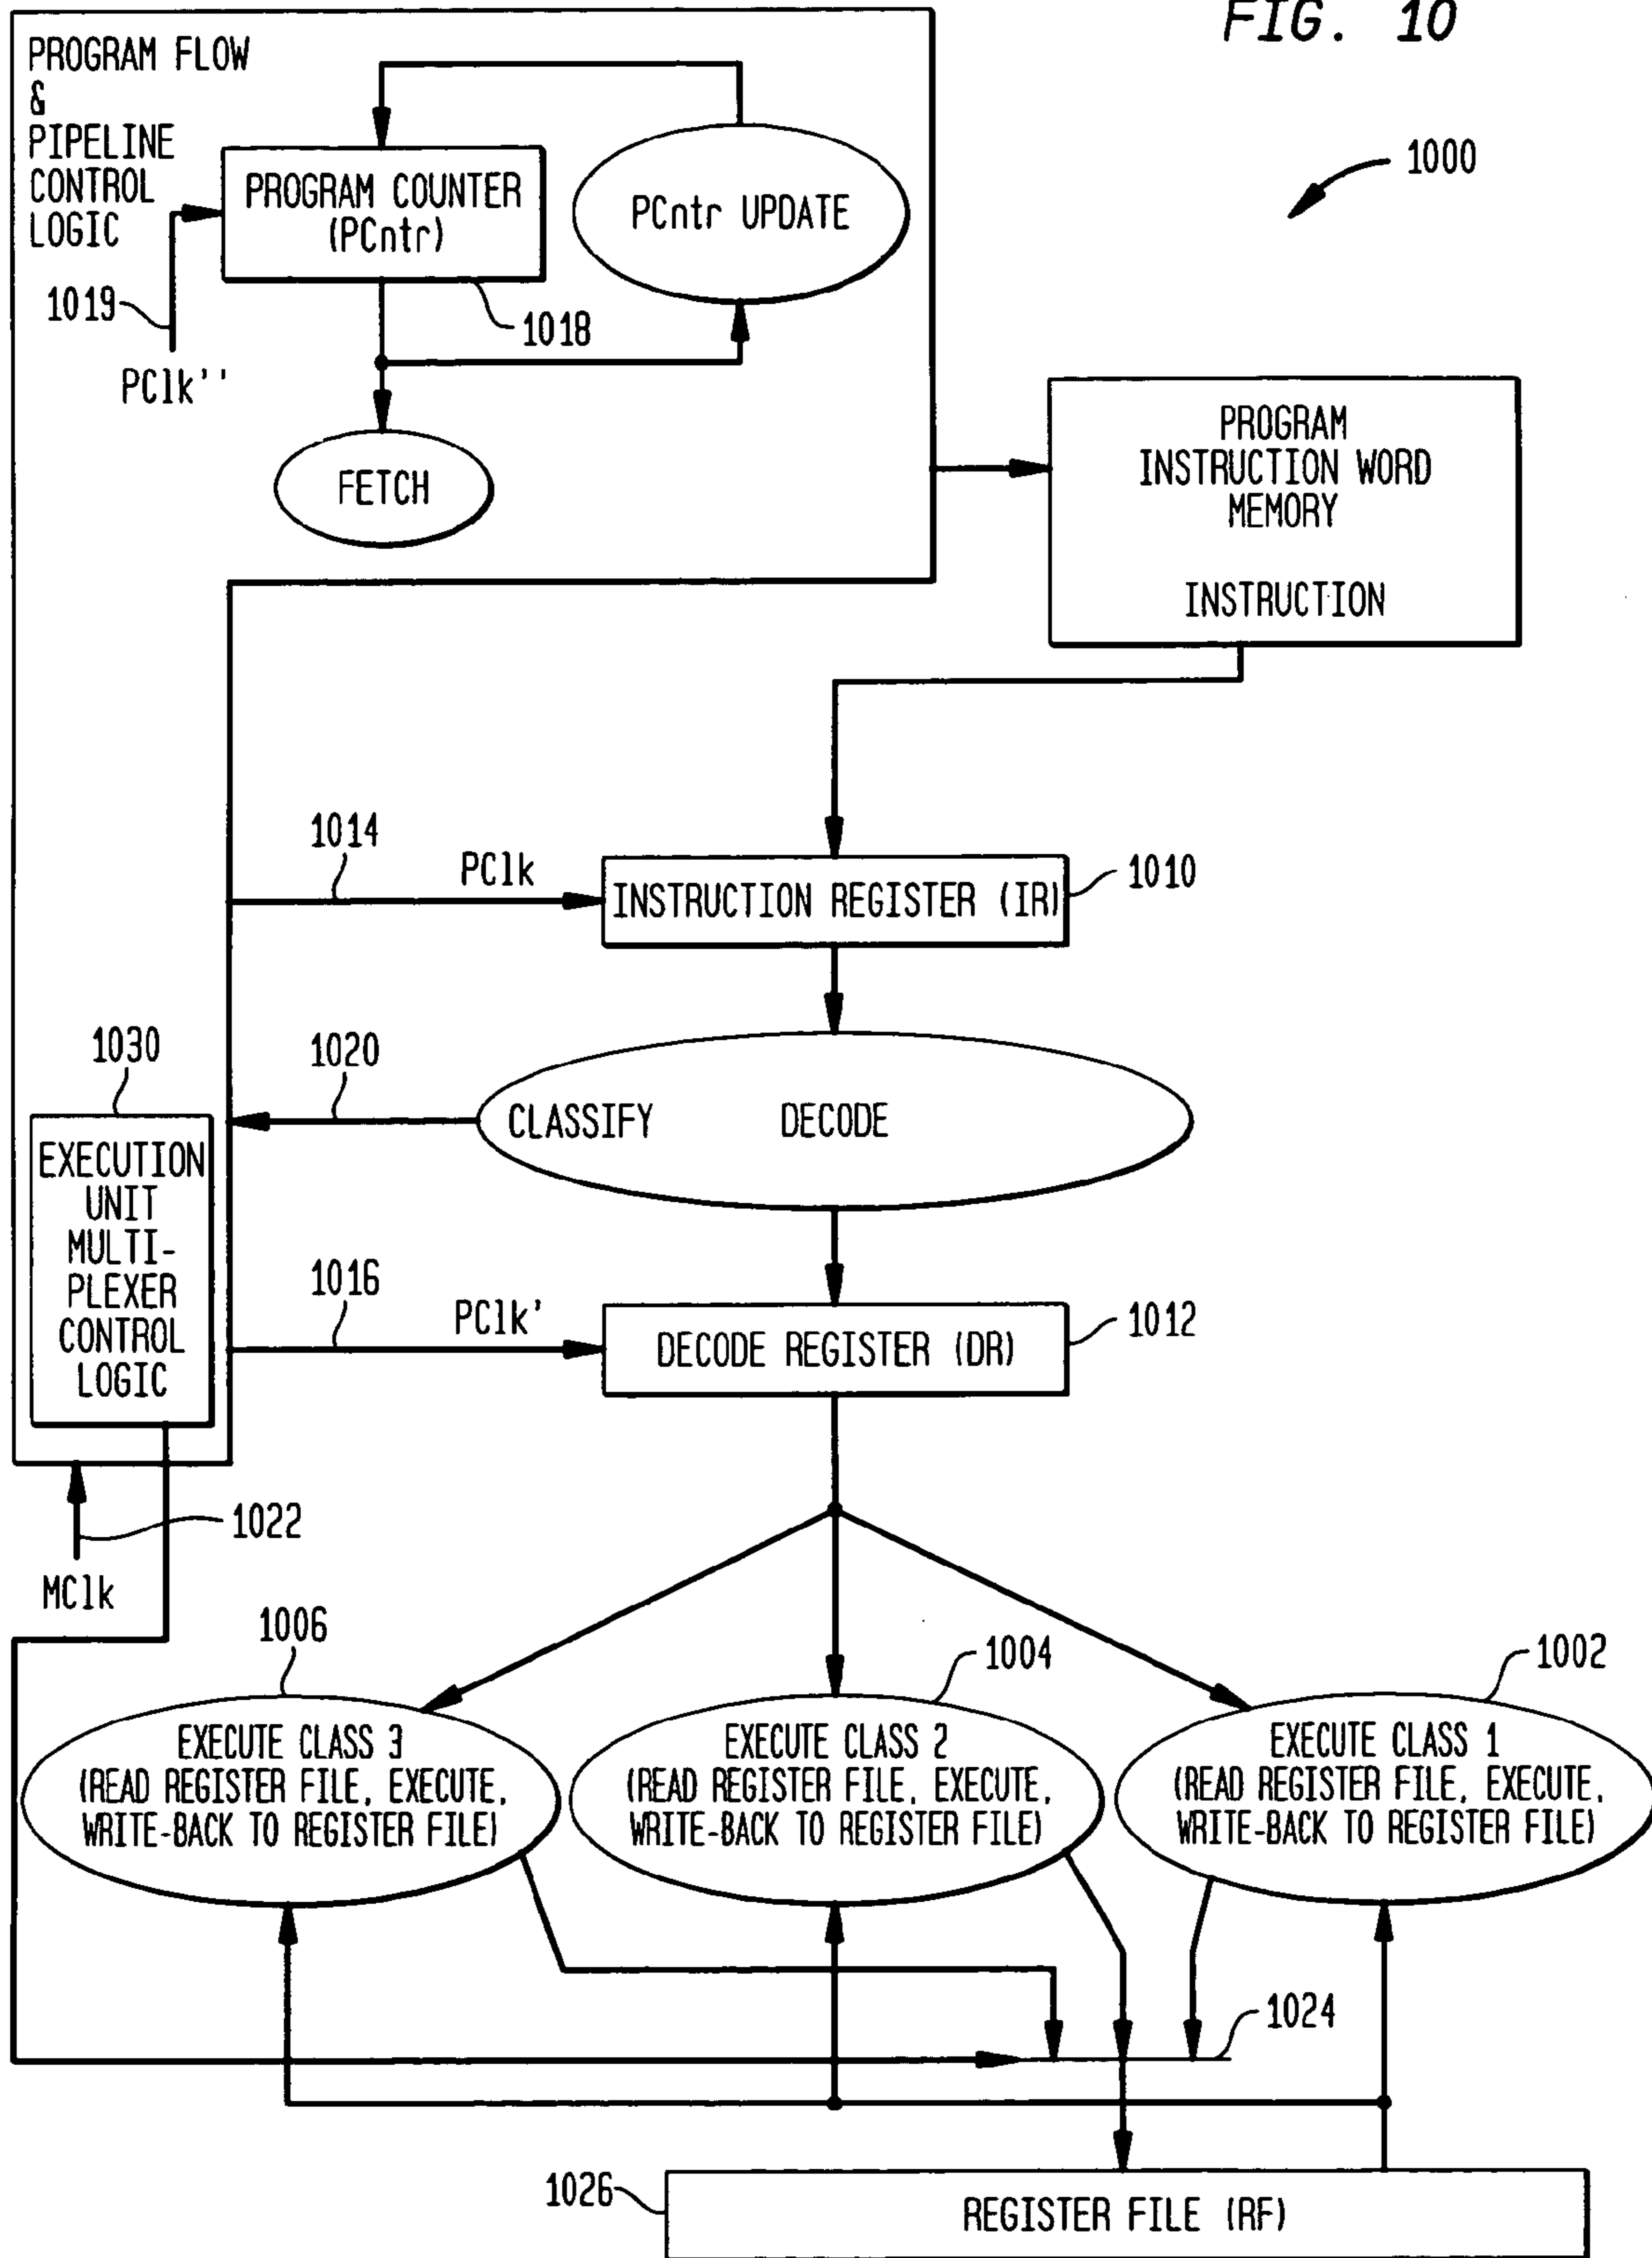 FIG. 10
PROGRAM FLOW
&
PIPELINE
CONTROL
LOGIC
PROGRAM COUNTER
(PCntr)
PCntr UPDATE
1000
1019
1018
PClk''
FETCH
PROGRAM
INSTRUCTION WORD
MEMORY
INSTRUCTION
1014
PClk
INSTRUCTION REGISTER (IR)
1010
1030
1020
CLASSIFY DECODE
EXECUTION
UNIT
MULTI-
PLEXER
CONTROL
LOGIC
1016
PClk'
DECODE REGISTER (DR)
1012
1022
MClk
1006
1004
1002
EXECUTE CLASS 3
(READ REGISTER FILE, EXECUTE,
WRITE-BACK TO REGISTER FILE)
EXECUTE CLASS 2
(READ REGISTER FILE, EXECUTE,
WRITE-BACK TO REGISTER FILE)
EXECUTE CLASS 1
(READ REGISTER FILE, EXECUTE,
WRITE-BACK TO REGISTER FILE)
1024
1026
REGISTER FILE (RF)